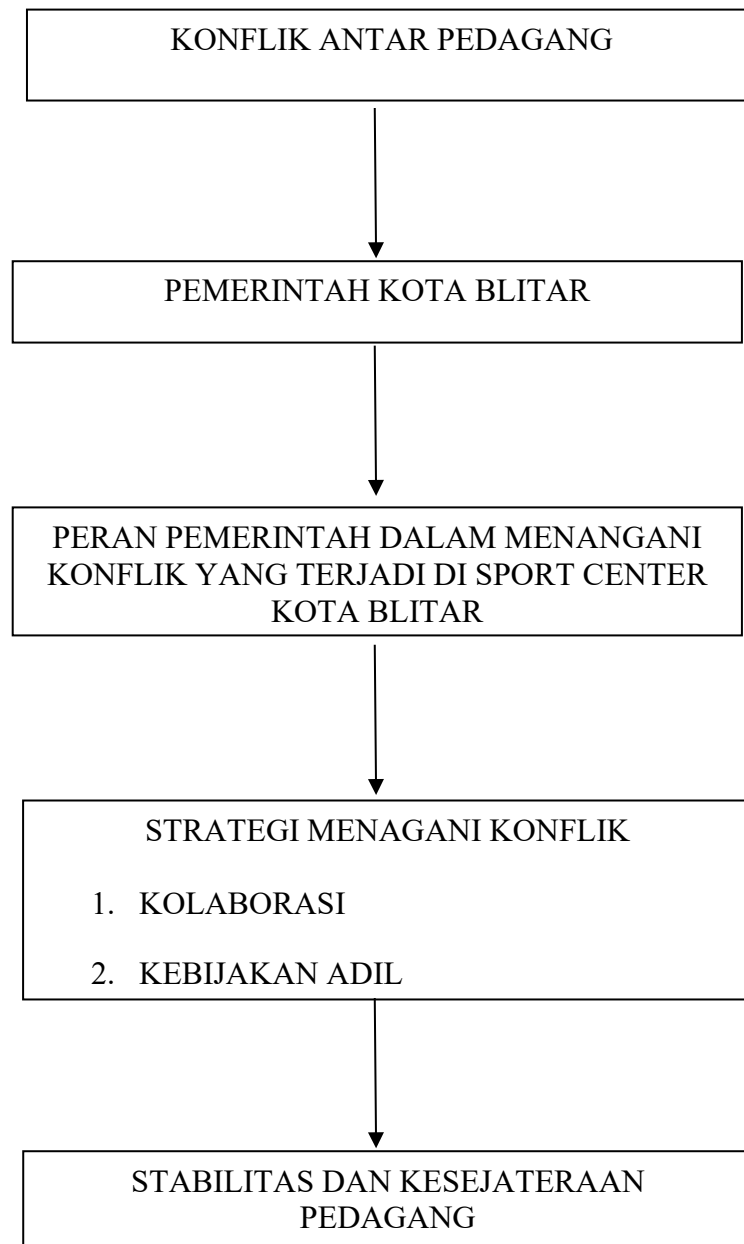 KONFLIK ANTAR PEDAGANG
PEMERINTAH KOTA BLITAR
PERAN PEMERINTAH DALAM MENANGANI
KONFLIK YANG TERJADI DI SPORT CENTER
KOTA BLITAR
STRATEGI MENAGANI KONFLIK
1. KOLABORASI
2. KEBIJAKAN ADIL
STABILITAS DAN KESEJATERAAN
PEDAGANG